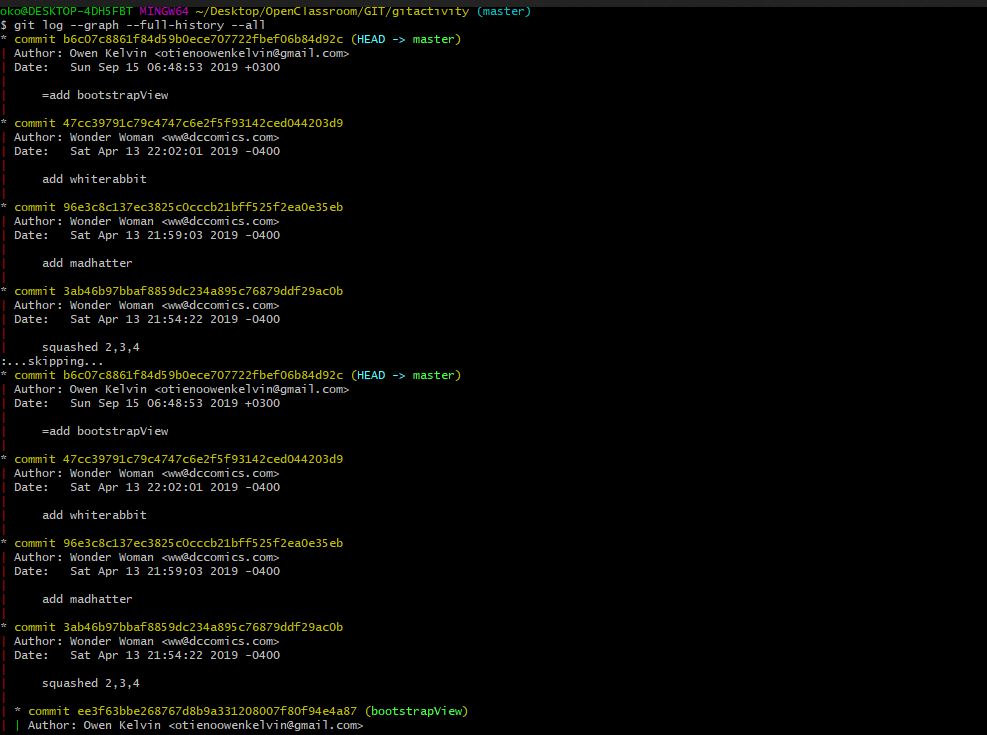 oko@DESKTOP-4DH5FBT MINGW64 ~/Desktop/OpenClassroom/GIT/gitactivity (master)
$ git log --graph --full-history --all
* commit b6c07c8861f84d59b0ece707722fbef06b84d92c (HEAD -> master)
| Author: Owen Kelvin <otienoowenkelvin@gmail.com>
| Date:   Sun Sep 15 06:48:53 2019 +0300
|
|     =add bootstrapView
|
* commit 47cc39791c79c4747c6e2f5f93142ced044203d9
| Author: Wonder Woman <ww@dccomics.com>
| Date:   Sat Apr 13 22:02:01 2019 -0400
|
|     add whiterabbit
|
* commit 96e3c8c137ec3825c0cccb21bff525f2ea0e35eb
| Author: Wonder Woman <ww@dccomics.com>
| Date:   Sat Apr 13 21:59:03 2019 -0400
|
|     add madhatter
|
* commit 3ab46b97bbaf8859dc234a895c76879ddf29ac0b
| Author: Wonder Woman <ww@dccomics.com>
| Date:   Sat Apr 13 21:54:22 2019 -0400
|
|     squashed 2,3,4
:...skipping...
* commit b6c07c8861f84d59b0ece707722fbef06b84d92c (HEAD -> master)
| Author: Owen Kelvin <otienoowenkelvin@gmail.com>
| Date:   Sun Sep 15 06:48:53 2019 +0300
|
|     =add bootstrapView
|
* commit 47cc39791c79c4747c6e2f5f93142ced044203d9
| Author: Wonder Woman <ww@dccomics.com>
| Date:   Sat Apr 13 22:02:01 2019 -0400
|
|     add whiterabbit
|
* commit 96e3c8c137ec3825c0cccb21bff525f2ea0e35eb
| Author: Wonder Woman <ww@dccomics.com>
| Date:   Sat Apr 13 21:59:03 2019 -0400
|
|     add madhatter
|
* commit 3ab46b97bbaf8859dc234a895c76879ddf29ac0b
| Author: Wonder Woman <ww@dccomics.com>
| Date:   Sat Apr 13 21:54:22 2019 -0400
|
|     squashed 2,3,4
|
| * commit ee3f63bbe268767d8b9a331208007f80f94e4a87 (bootstrapView)
| | Author: Owen Kelvin <otienoowenkelvin@gmail.com>